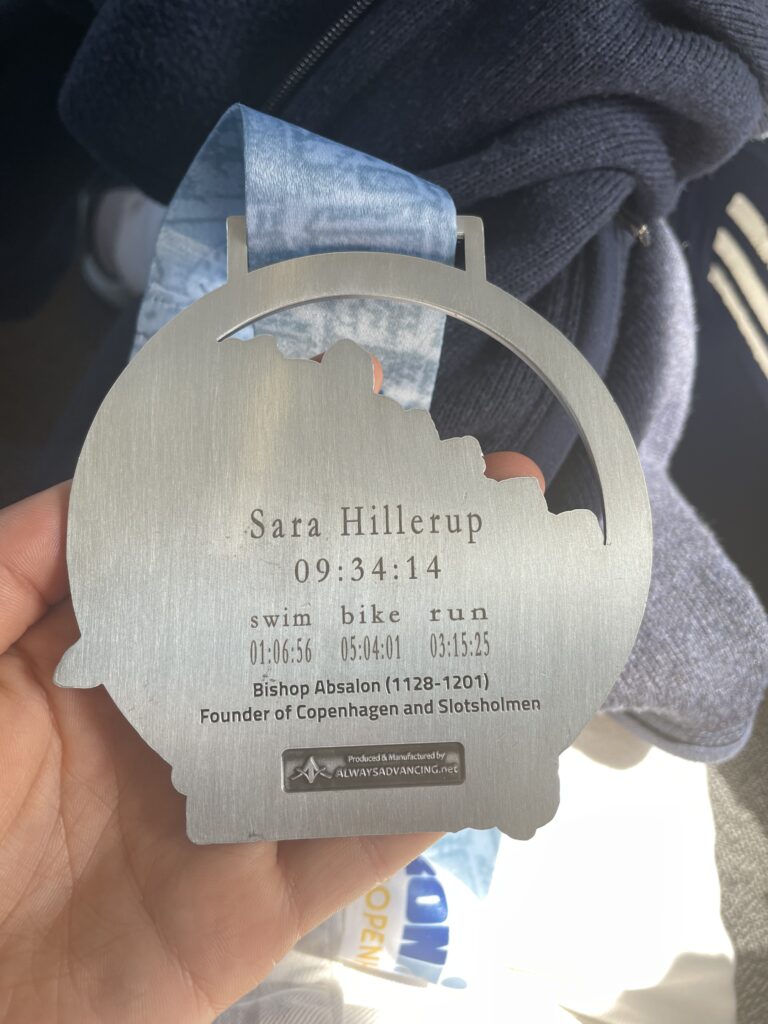 Sara Hillerup
09:34:14
swim bike run
01:06:56 05:04:01 03:15:25
Bishop Absalon (1128-1201)
Founder of Copenhagen and Slotsholmen
Produced & Manufactured by
ALWAYSADVANCING.net